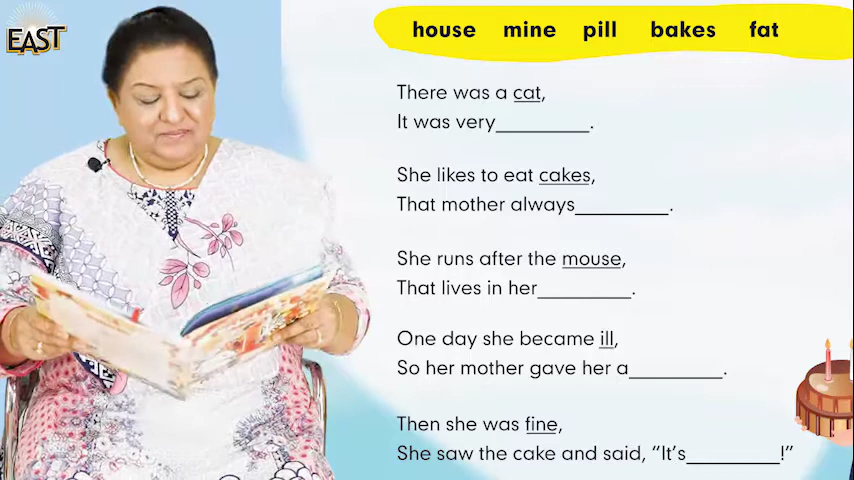 EAST
house mine pill bakes fat
There was a cat,
It was very_________.
She likes to eat cakes,
That mother always_________.
She runs after the mouse,
That lives in her_________.
One day she became ill,
So her mother gave her a_________.
Then she was fine,
She saw the cake and said, “It’s_________!”